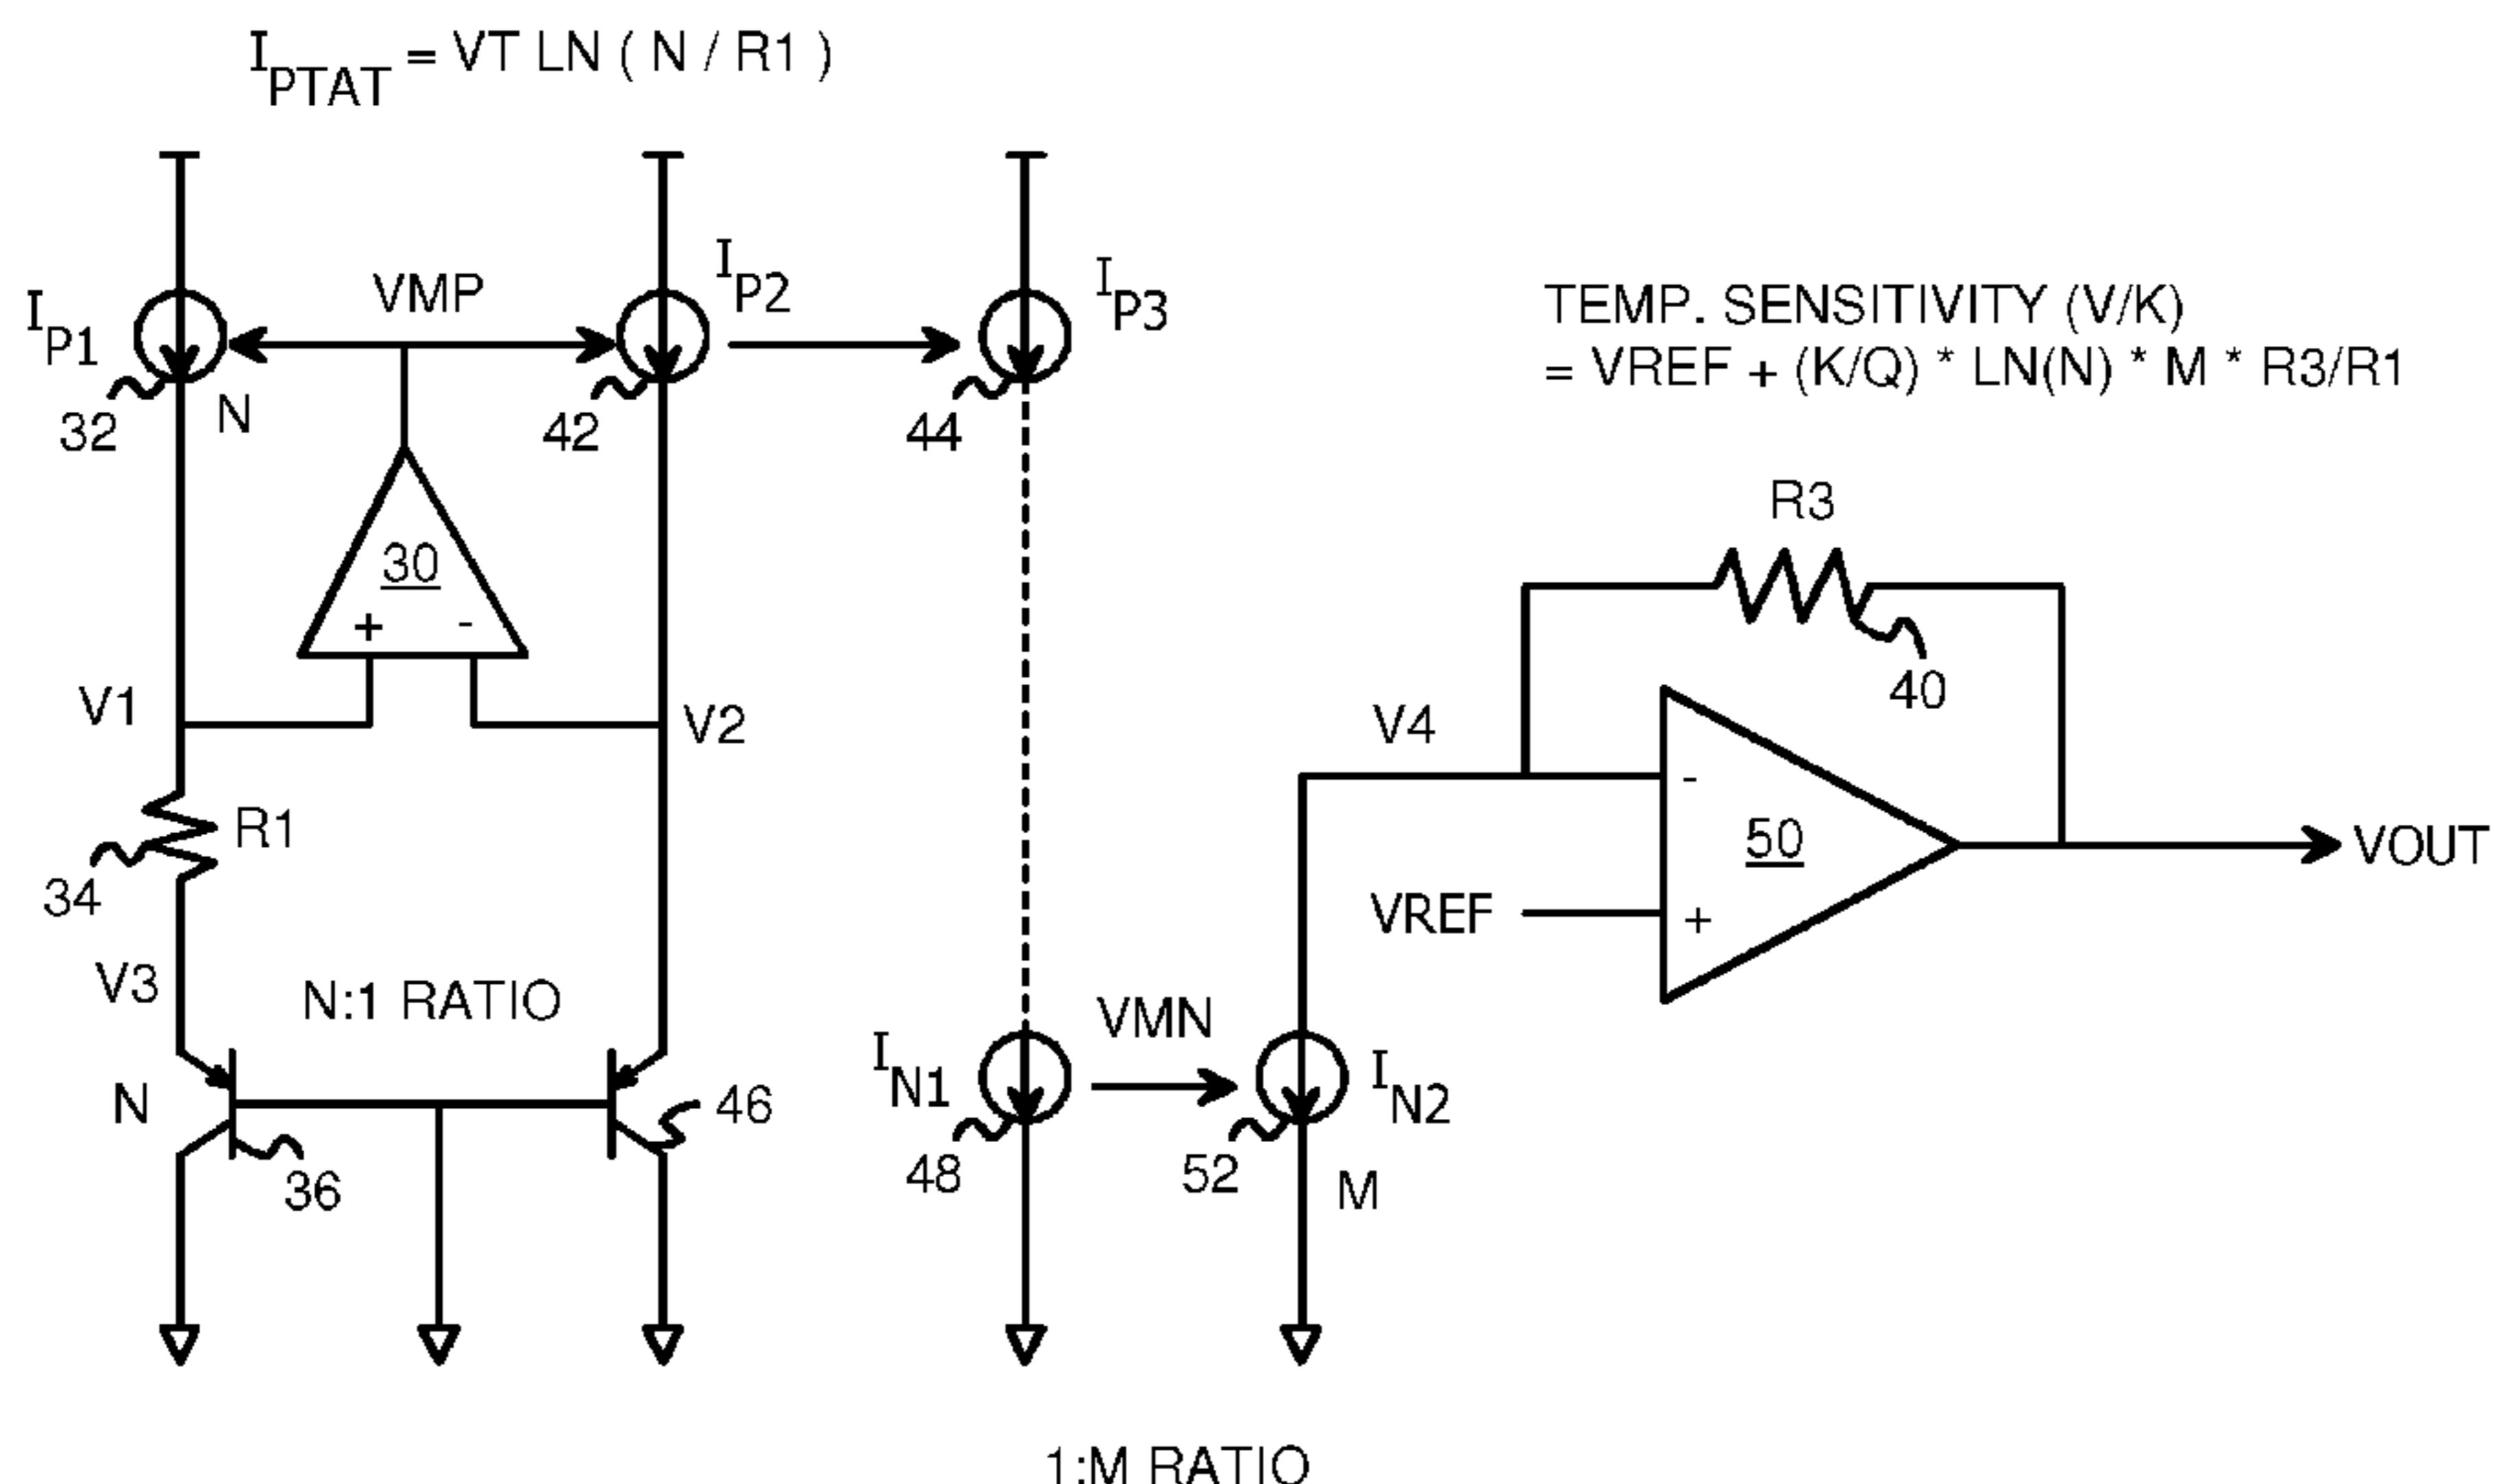 IPTAT = VT LN ( N / R1 )
IP1
VMP
IP2
IP3
TEMP. SENSITIVITY (V/K)
= VREF + (K/Q) * LN(N) * M * R3/R1
32
N
42
44
R3
30
+ -
40
V1
V2
V4
-
R1
50
VOUT
34
VREF
+
V3
N:1 RATIO
VMN
IN1
IN2
N
46
36
48
52
M
1:M RATIO